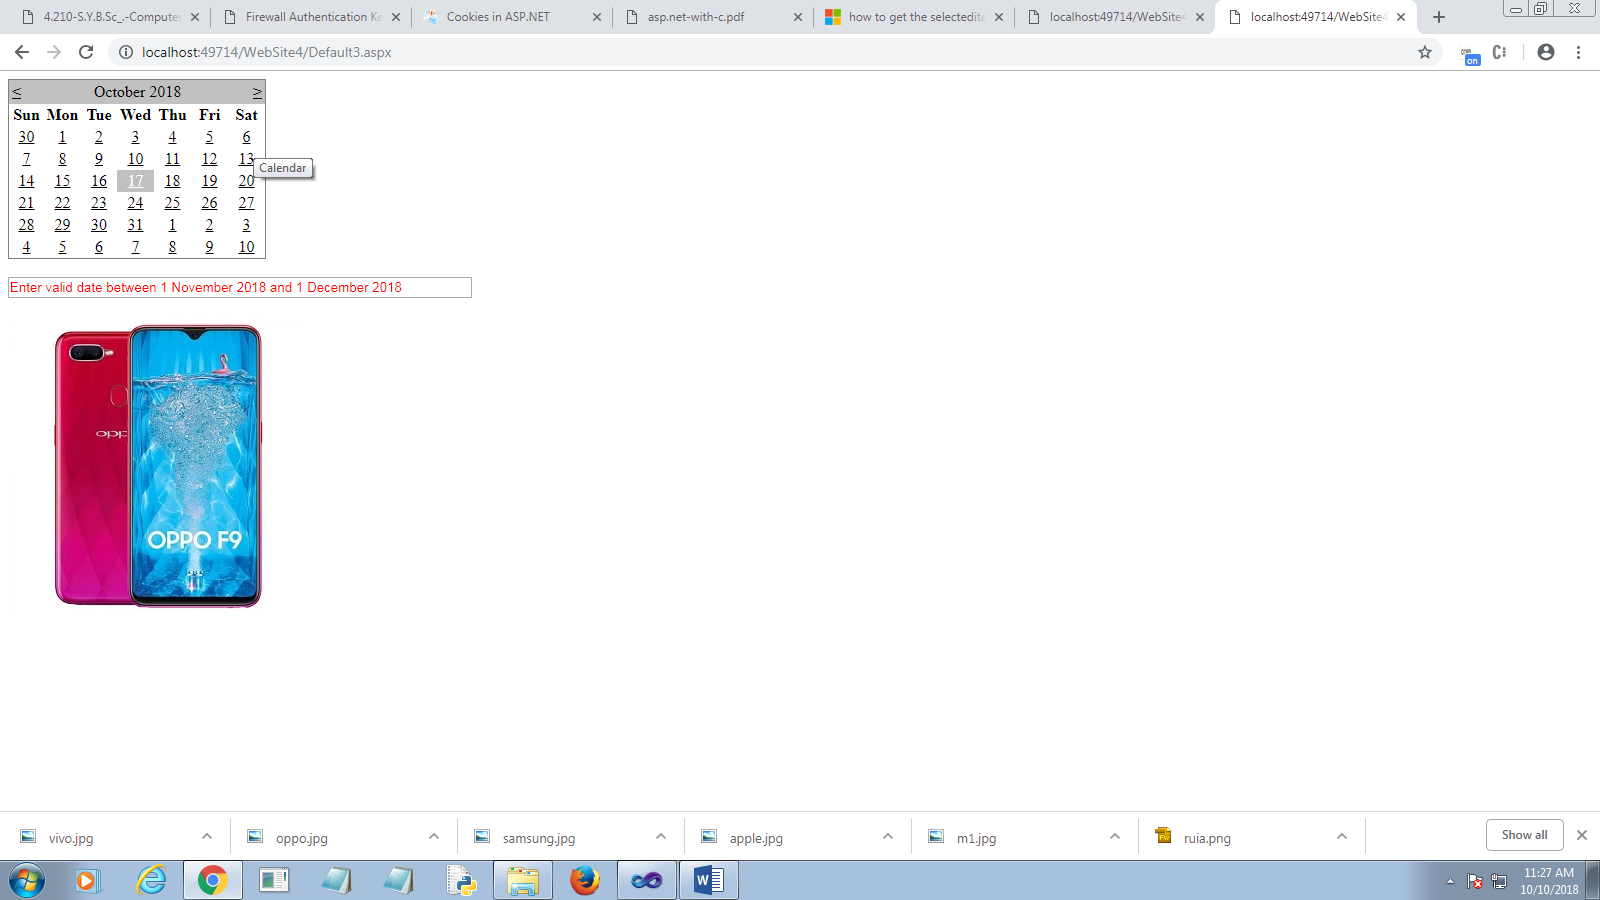 4.210-S.Y.B.Sc_.-Computer
Firewall Authentication Ke
Cookies in ASP.NET
asp.net-with-c.pdf
how to get the selectedite
localhost:49714/WebSite4
localhost:49714/WebSite4
localhost:49714/WebSite4/Default3.aspx
on
< October 2018 >
Sun Mon Tue Wed Thu Fri Sat
30 1 2 3 4 5 6
7 8 9 10 11 12 13
Calendar
14 15 16 17 18 19 20
21 22 23 24 25 26 27
28 29 30 31 1 2 3
4 5 6 7 8 9 10
Enter valid date between 1 November 2018 and 1 December 2018
OPPO F9
vivo.jpg
oppo.jpg
samsung.jpg
apple.jpg
m1.jpg
ruia.png
Show all
11:27 AM
10/10/2018